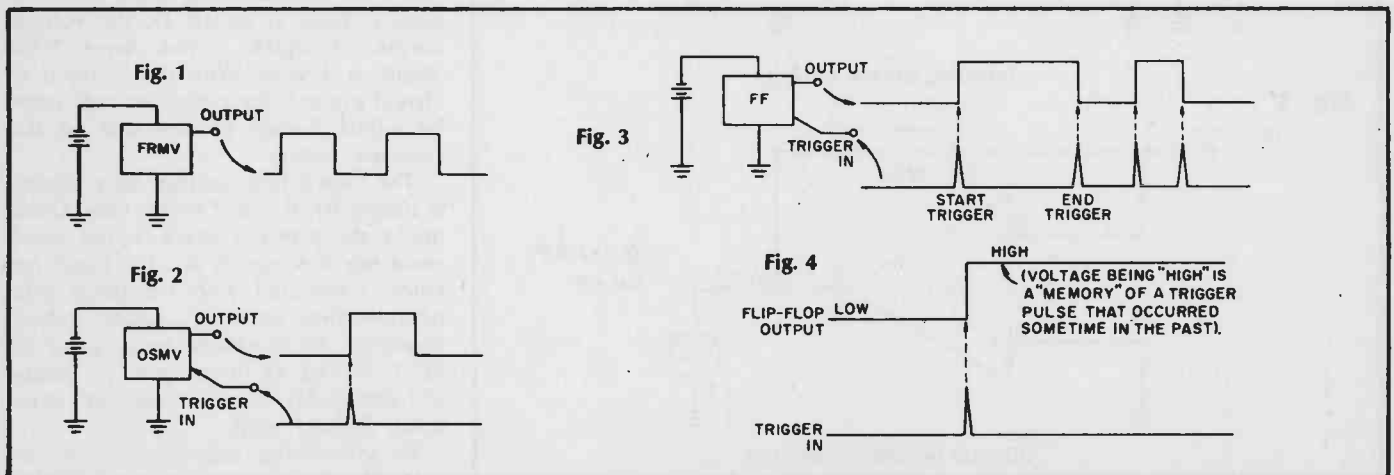 Fig. 1
OUTPUT
FRMV
Fig. 2
OUTPUT
OSMV
TRIGGER
IN
Fig. 3
OUTPUT
FF
TRIGGER
IN
START
TRIGGER
END
TRIGGER
Fig. 4
HIGH
(VOLTAGE BEING "HIGH" IS
A "MEMORY" OF A TRIGGER
PULSE THAT OCCURRED
SOMETIME IN THE PAST).
FLIP-FLOP
OUTPUT
LOW
TRIGGER
IN